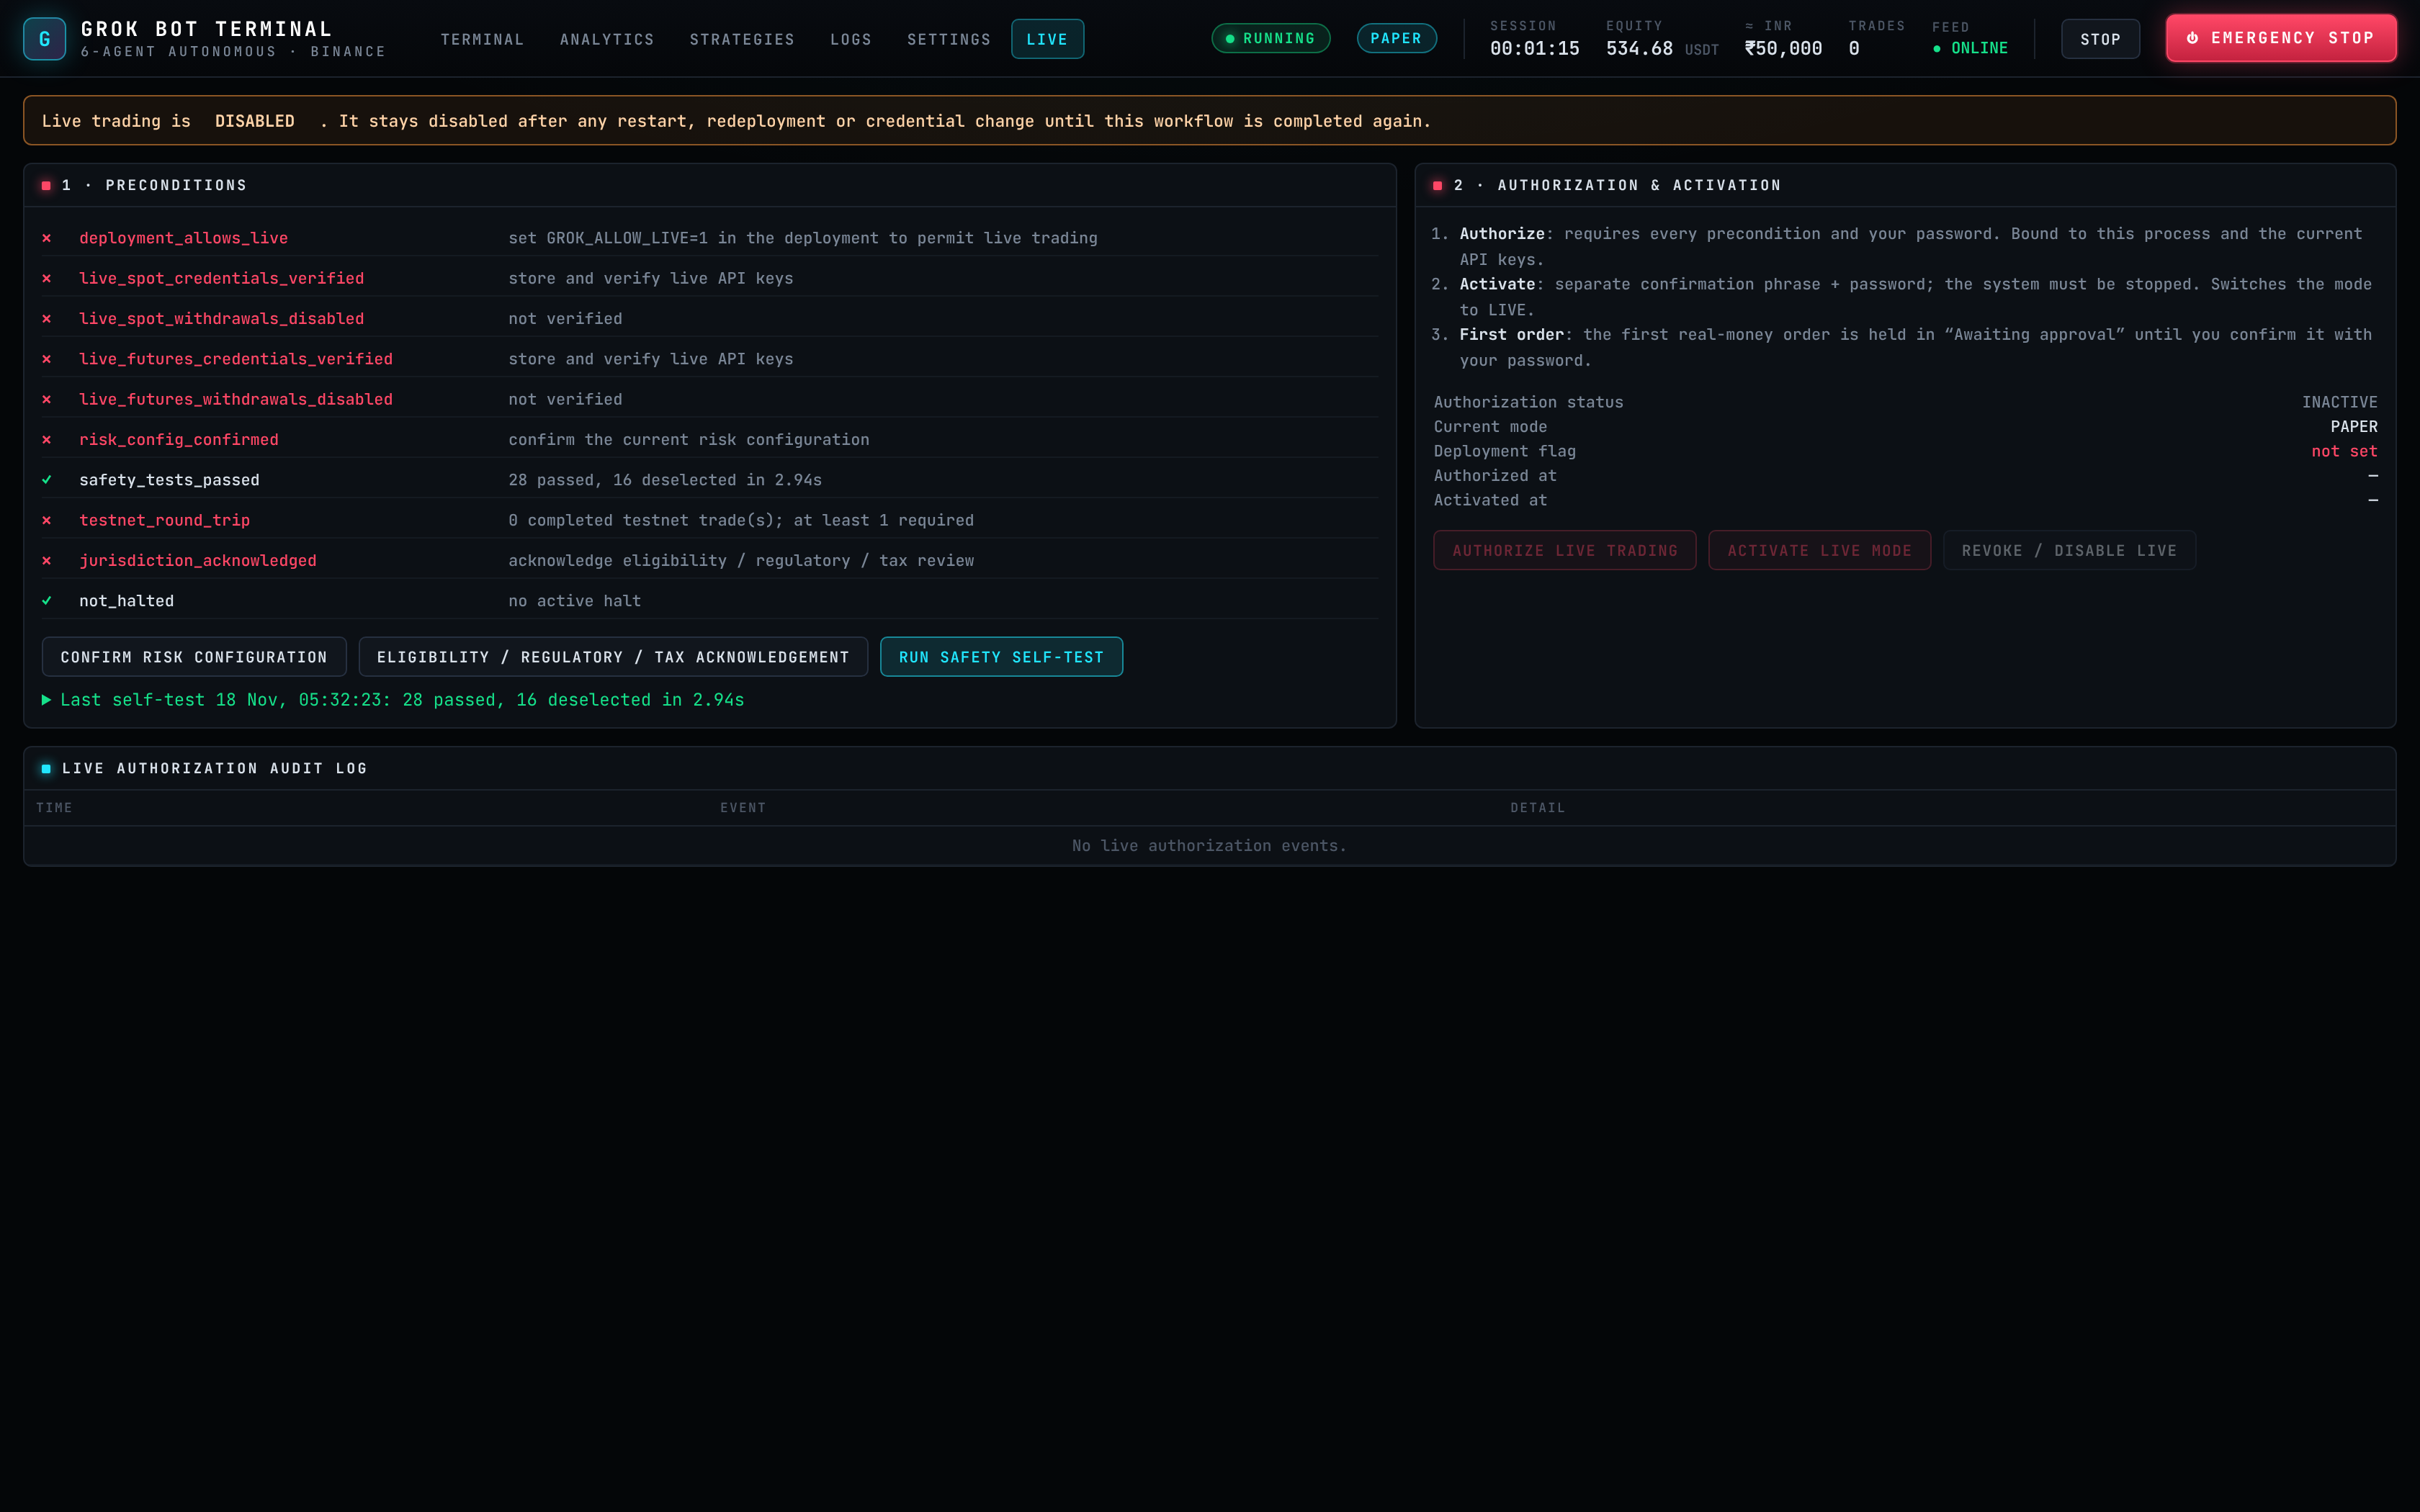 G
GROK BOT TERMINAL
6-AGENT AUTONOMOUS · BINANCE
TERMINAL ANALYTICS STRATEGIES LOGS SETTINGS LIVE
RUNNING PAPER
SESSION
00:01:15
EQUITY
534.68 USDT
≈ INR
₹50,000
TRADES
0
FEED
● ONLINE
STOP
⏻ EMERGENCY STOP
Live trading is DISABLED . It stays disabled after any restart, redeployment or credential change until this workflow is completed again.
1 · PRECONDITIONS
× deployment_allows_live set GROK_ALLOW_LIVE=1 in the deployment to permit live trading
× live_spot_credentials_verified store and verify live API keys
× live_spot_withdrawals_disabled not verified
× live_futures_credentials_verified store and verify live API keys
× live_futures_withdrawals_disabled not verified
× risk_config_confirmed confirm the current risk configuration
✓ safety_tests_passed 28 passed, 16 deselected in 2.94s
× testnet_round_trip 0 completed testnet trade(s); at least 1 required
× jurisdiction_acknowledged acknowledge eligibility / regulatory / tax review
✓ not_halted no active halt
CONFIRM RISK CONFIGURATION ELIGIBILITY / REGULATORY / TAX ACKNOWLEDGEMENT RUN SAFETY SELF-TEST
▶ Last self-test 18 Nov, 05:32:23: 28 passed, 16 deselected in 2.94s
2 · AUTHORIZATION & ACTIVATION
1. Authorize: requires every precondition and your password. Bound to this process and the current
API keys.
2. Activate: separate confirmation phrase + password; the system must be stopped. Switches the mode
to LIVE.
3. First order: the first real-money order is held in “Awaiting approval” until you confirm it with
your password.
Authorization status INACTIVE
Current mode PAPER
Deployment flag not set
Authorized at —
Activated at —
AUTHORIZE LIVE TRADING ACTIVATE LIVE MODE REVOKE / DISABLE LIVE
LIVE AUTHORIZATION AUDIT LOG
TIME EVENT DETAIL
No live authorization events.